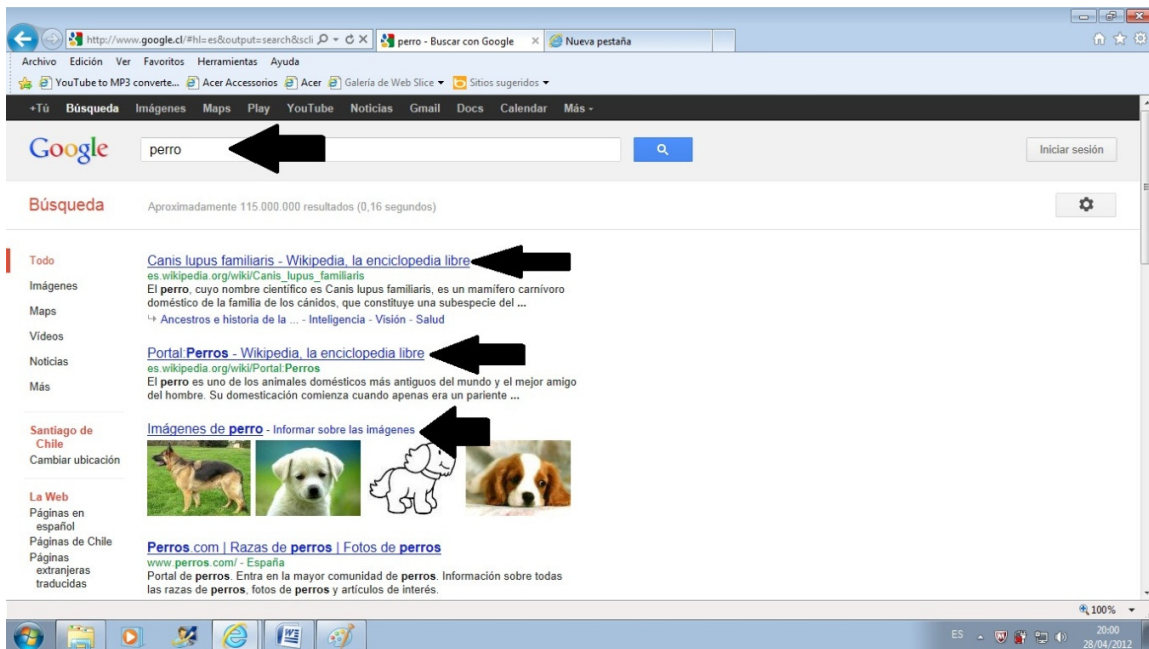 http://www.google.cl/#hl=es&output=search&scli
perro - Buscar con Google
Nueva pestaña
Archivo Edición Ver Favoritos Herramientas Ayuda
YouTube to MP3 converte... Acer Accessorios Acer Galería de Web Slice Sitios sugeridos
+Tú Búsqueda Imágenes Maps Play YouTube Noticias Gmail Docs Calendar Más
Google
perro
Iniciar sesión
Búsqueda
Aproximadamente 115.000.000 resultados (0,16 segundos)
Todo
Imágenes
Maps
Vídeos
Noticias
Más
Santiago de
Chile
Cambiar ubicación
La Web
Páginas en
español
Páginas de Chile
Páginas
extranjeras
traducidas
Canis lupus familiaris - Wikipedia, la enciclopedia libre
es.wikipedia.org/wiki/Canis_lupus_familiaris
El perro, cuyo nombre científico es Canis lupus familiaris, es un mamífero carnívoro
doméstico de la familia de los cánidos, que constituye una subespecie del ...
Ancestros e historia de la ... - Inteligencia - Visión - Salud
Portal:Perros - Wikipedia, la enciclopedia libre
es.wikipedia.org/wiki/Portal:Perros
El perro es uno de los animales domésticos más antiguos del mundo y el mejor amigo
del hombre. Su domesticación comienza cuando apenas era un pariente ...
Imágenes de perro - Informar sobre las imágenes
Perros.com | Razas de perros | Fotos de perros
www.perros.com/ - España
Portal de perros. Entra en la mayor comunidad de perros. Información sobre todas
las razas de perros, fotos de perros y artículos de interés.
100%
ES
20:00
28/04/2012